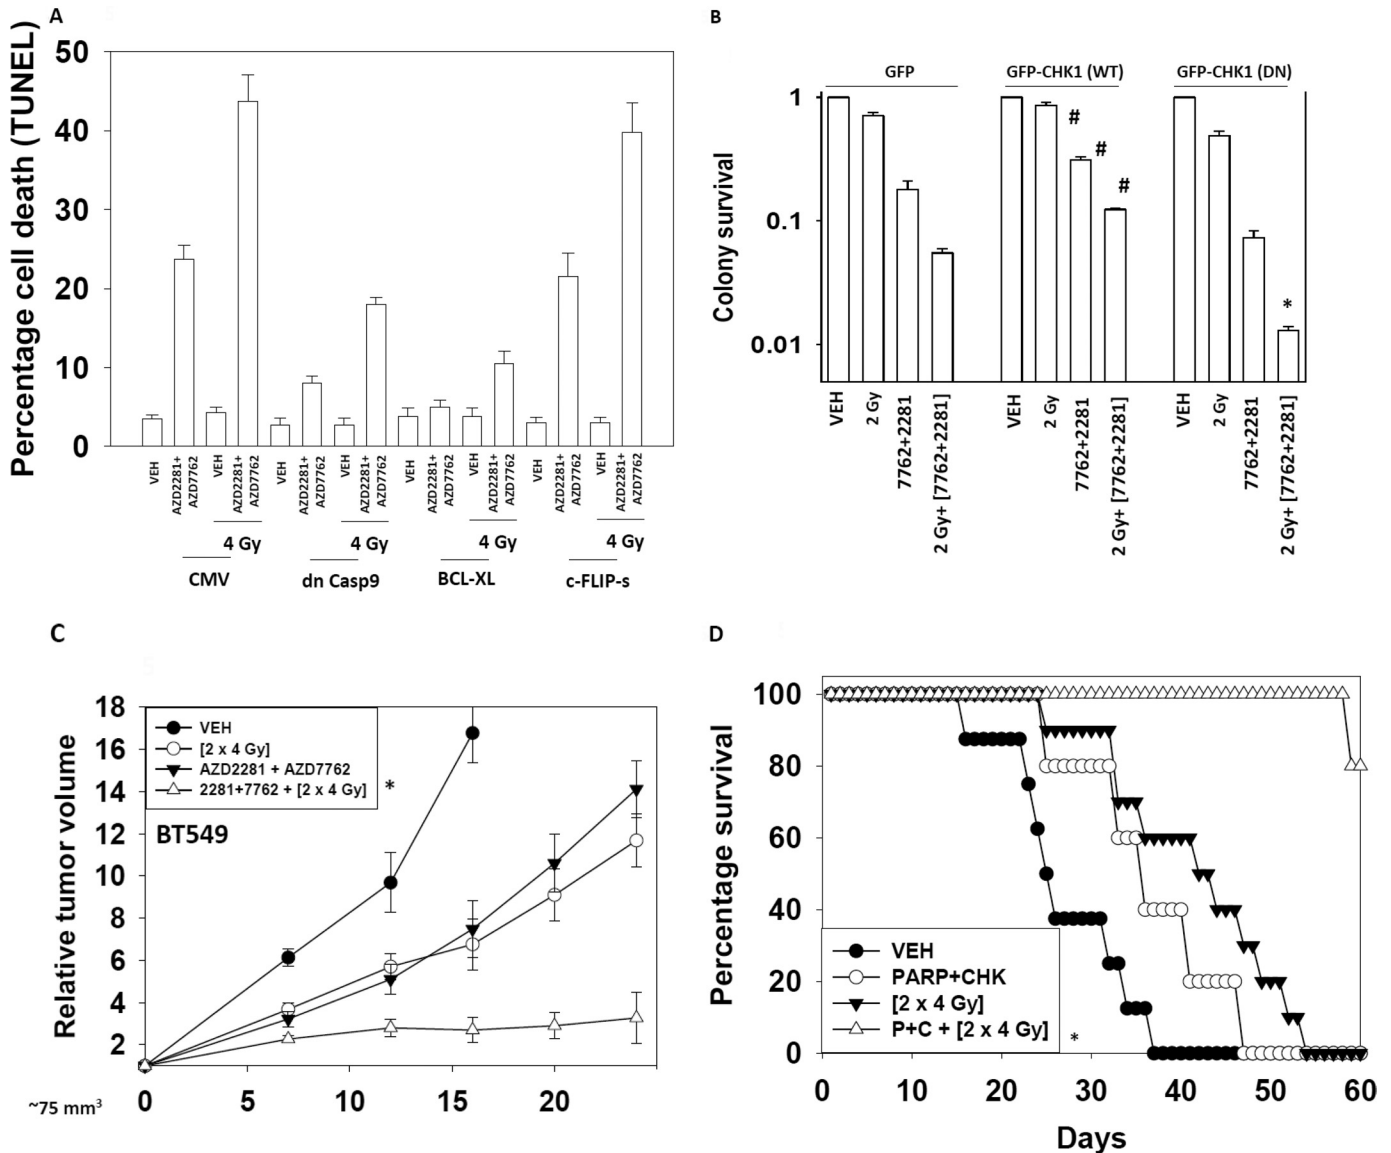 A
Percentage cell death (TUNEL)
50
40
30
20
10
0
VEH
AZD2281+
AZD7762
VEH
AZD2281+
AZD7762
VEH
AZD2281+
AZD7762
VEH
AZD2281+
AZD7762
VEH
AZD2281+
AZD7762
VEH
AZD2281+
AZD7762
VEH
AZD2281+
AZD7762
VEH
AZD2281+
AZD7762
4 Gy
4 Gy
4 Gy
4 Gy
CMV
dn Casp9
BCL-XL
c-FLIP-s
B
Colony survival
GFP
GFP-CHK1 (WT)
GFP-CHK1 (DN)
1
0.1
0.01
#
#
#
*
VEH
2 Gy
7762+2281
2 Gy+ [7762+2281]
VEH
2 Gy
7762+2281
2 Gy+ [7762+2281]
VEH
2 Gy
7762+2281
2 Gy+ [7762+2281]
C
Relative tumor volume
18
16
14
12
10
8
6
4
2
VEH
[2 x 4 Gy]
AZD2281 + AZD7762
2281+7762 + [2 x 4 Gy]
*
BT549
~75 mm³
0
5
10
15
20
D
Percentage survival
100
80
60
40
20
0
VEH
PARP+CHK
[2 x 4 Gy]
P+C + [2 x 4 Gy]
*
0
10
20
30
40
50
60
Days